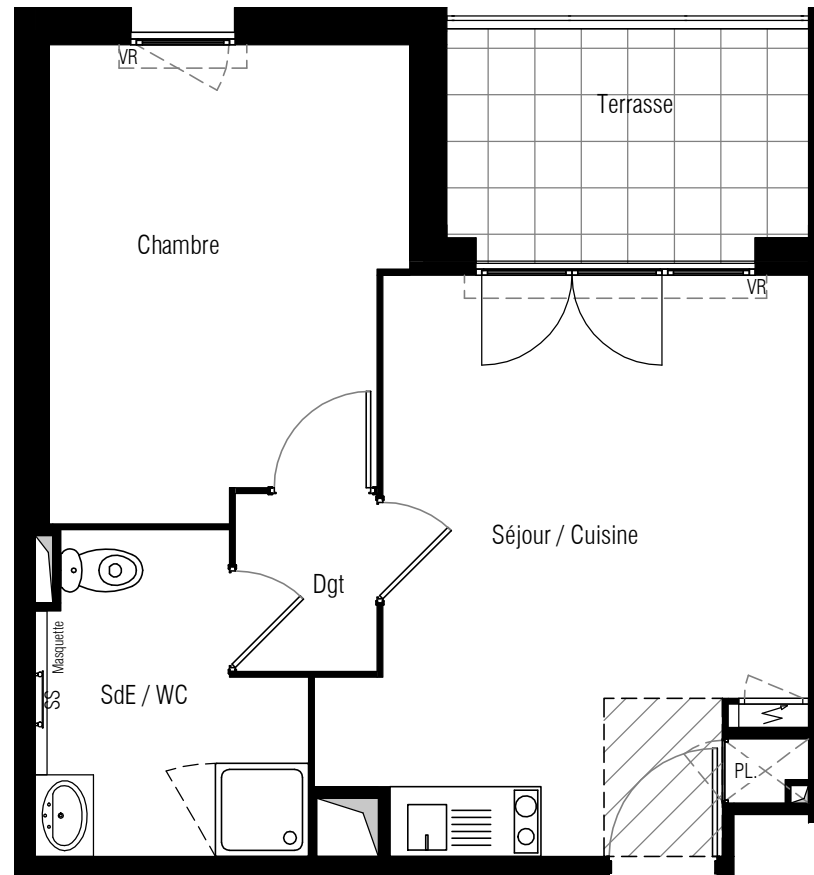 VR
Terrasse
Chambre
VR
Séjour / Cuisine
Dgt
Masquette
SS
SdE / WC
PL.